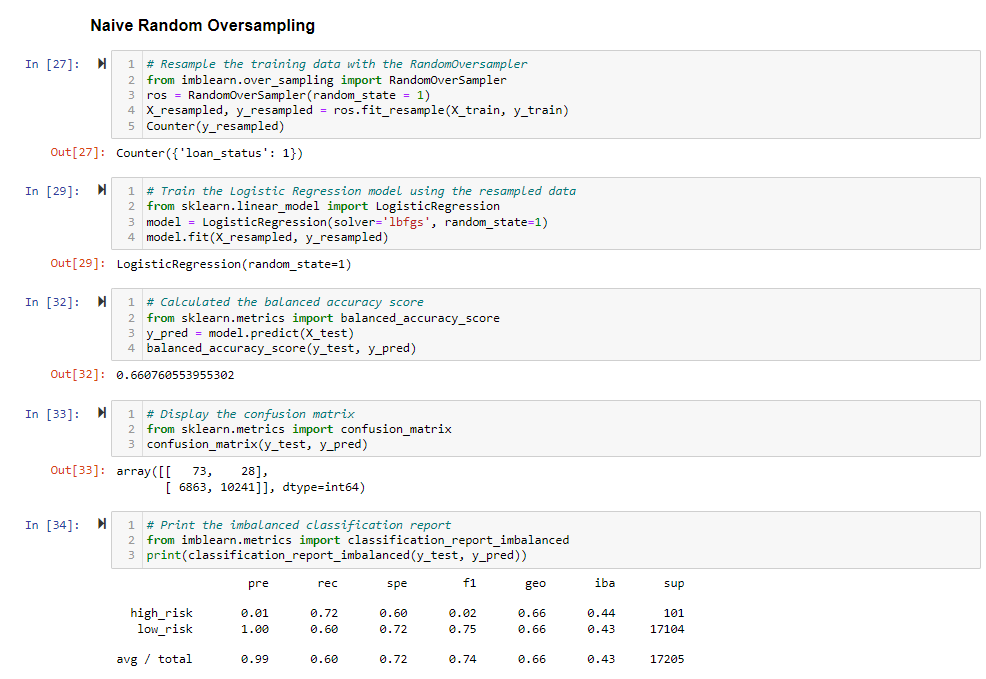 Naive Random Oversampling
In [27]:
1 # Resample the training data with the RandomOversampler
2 from imblearn.over_sampling import RandomOverSampler
3 ros = RandomOverSampler(random_state = 1)
4 X_resampled, y_resampled = ros.fit_resample(X_train, y_train)
5 Counter(y_resampled)
Out[27]: Counter({'loan_status': 1})
In [29]:
1 # Train the Logistic Regression model using the resampled data
2 from sklearn.linear_model import LogisticRegression
3 model = LogisticRegression(solver='lbfgs', random_state=1)
4 model.fit(X_resampled, y_resampled)
Out[29]: LogisticRegression(random_state=1)
In [32]:
1 # Calculated the balanced accuracy score
2 from sklearn.metrics import balanced_accuracy_score
3 y_pred = model.predict(X_test)
4 balanced_accuracy_score(y_test, y_pred)
Out[32]: 0.660760553955302
In [33]:
1 # Display the confusion matrix
2 from sklearn.metrics import confusion_matrix
3 confusion_matrix(y_test, y_pred)
Out[33]: array([[   73,    28],
       [ 6863, 10241]], dtype=int64)
In [34]:
1 # Print the imbalanced classification report
2 from imblearn.metrics import classification_report_imbalanced
3 print(classification_report_imbalanced(y_test, y_pred))
pre rec spe f1 geo iba sup
high_risk 0.01 0.72 0.60 0.02 0.66 0.44 101
low_risk 1.00 0.60 0.72 0.75 0.66 0.43 17104
avg / total 0.99 0.60 0.72 0.74 0.66 0.43 17205